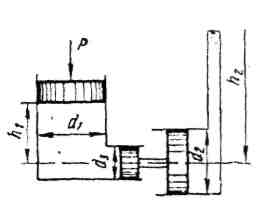 P
h₁
d₁
d₃
d₂
h₂